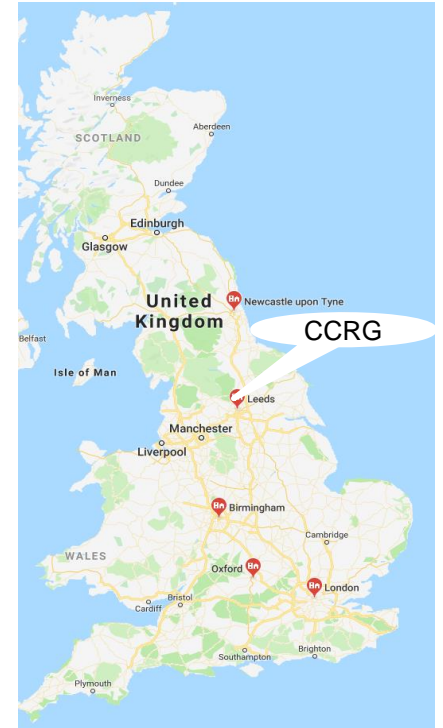 Inverness
SCOTLAND
Aberdeen
Dundee
Edinburgh
Glasgow
United
Kingdom
Newcastle upon Tyne
CCRG
Belfast
Isle of Man
Leeds
Manchester
Liverpool
Birmingham
Cambridge
WALES
Oxford
London
Bristol
Cardiff
Southampton
Brighton
Plymouth